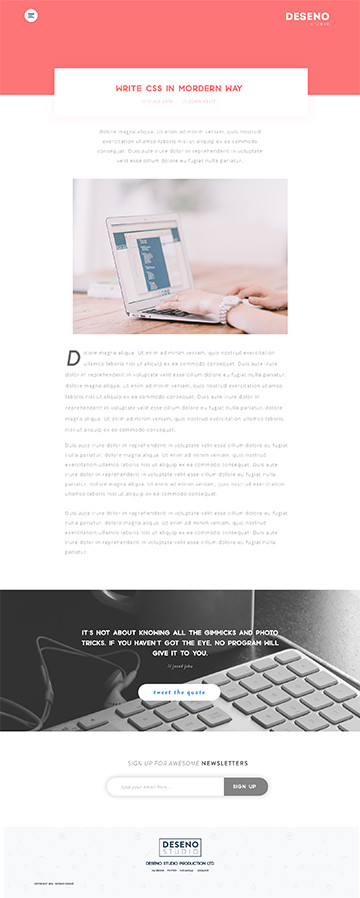 DESENO
STUDIO
WRITE CSS IN MORDERN WAY
dolore magna aliqua. Ut enim ad minim veniam, quis nostrud
exercitation ullamco laboris nisi ut aliquip ex ea commodo
consequat. Duis aute irure dolor in reprehenderit in voluptate
velit esse cillum dolore eu fugiat nulla pariatur.
Dolore magna aliqua. Ut enim ad minim veniam, quis nostrud exercitation
ullamco laboris nisi ut aliquip ex ea commodo consequat. Duis aute irure
dolor in reprehenderit in voluptate velit esse cillum dolore eu fugiat nulla pariatur.
dolore magna aliqua. Ut enim ad minim veniam, quis nostrud exercitation ullamco
laboris nisi ut aliquip ex ea commodo consequat. Duis aute irure dolor in
reprehenderit in voluptate velit esse cillum dolore eu fugiat nulla pariatur. dolore
magna aliqua. Ut enim ad minim veniam, quis nostrud exercitation ullamco
laboris nisi ut aliquip ex ea commodo consequat.
Duis aute irure dolor in reprehenderit in voluptate velit esse cillum dolore eu fugiat
nulla pariatur. dolore magna aliqua. Ut enim ad minim veniam, quis nostrud
exercitation ullamco laboris nisi ut aliquip ex ea commodo consequat. Duis aute
irure dolor in reprehenderit in voluptate velit esse cillum dolore eu fugiat nulla
pariatur. dolore magna aliqua. Ut enim ad minim veniam, quis nostrud exercitation
ullamco laboris nisi ut aliquip ex ea commodo consequat.
Duis aute irure dolor in reprehenderit in voluptate velit esse cillum dolore eu fugiat
nulla pariatur. dolore magna aliqua. Ut enim ad minim veniam, quis nostrud
exercitation ullamco laboris nisi ut aliquip ex ea commodo consequat. Duis aute
irure dolor in reprehenderit in voluptate velit esse cillum dolore eu fugiat nulla
pariatur.
IT'S NOT ABOUT KNOWING ALL THE GIMMICKS AND PHOTO
TRICKS. IF YOU HAVEN'T GOT THE EYE, NO PROGRAM WILL
GIVE IT TO YOU.
tweet the quote
SIGN UP FOR AWESOME NEWSLETTERS
type your email here...
SIGN UP
DESENO
STUDIO
DESENO STUDIO PRODUCTION LTD